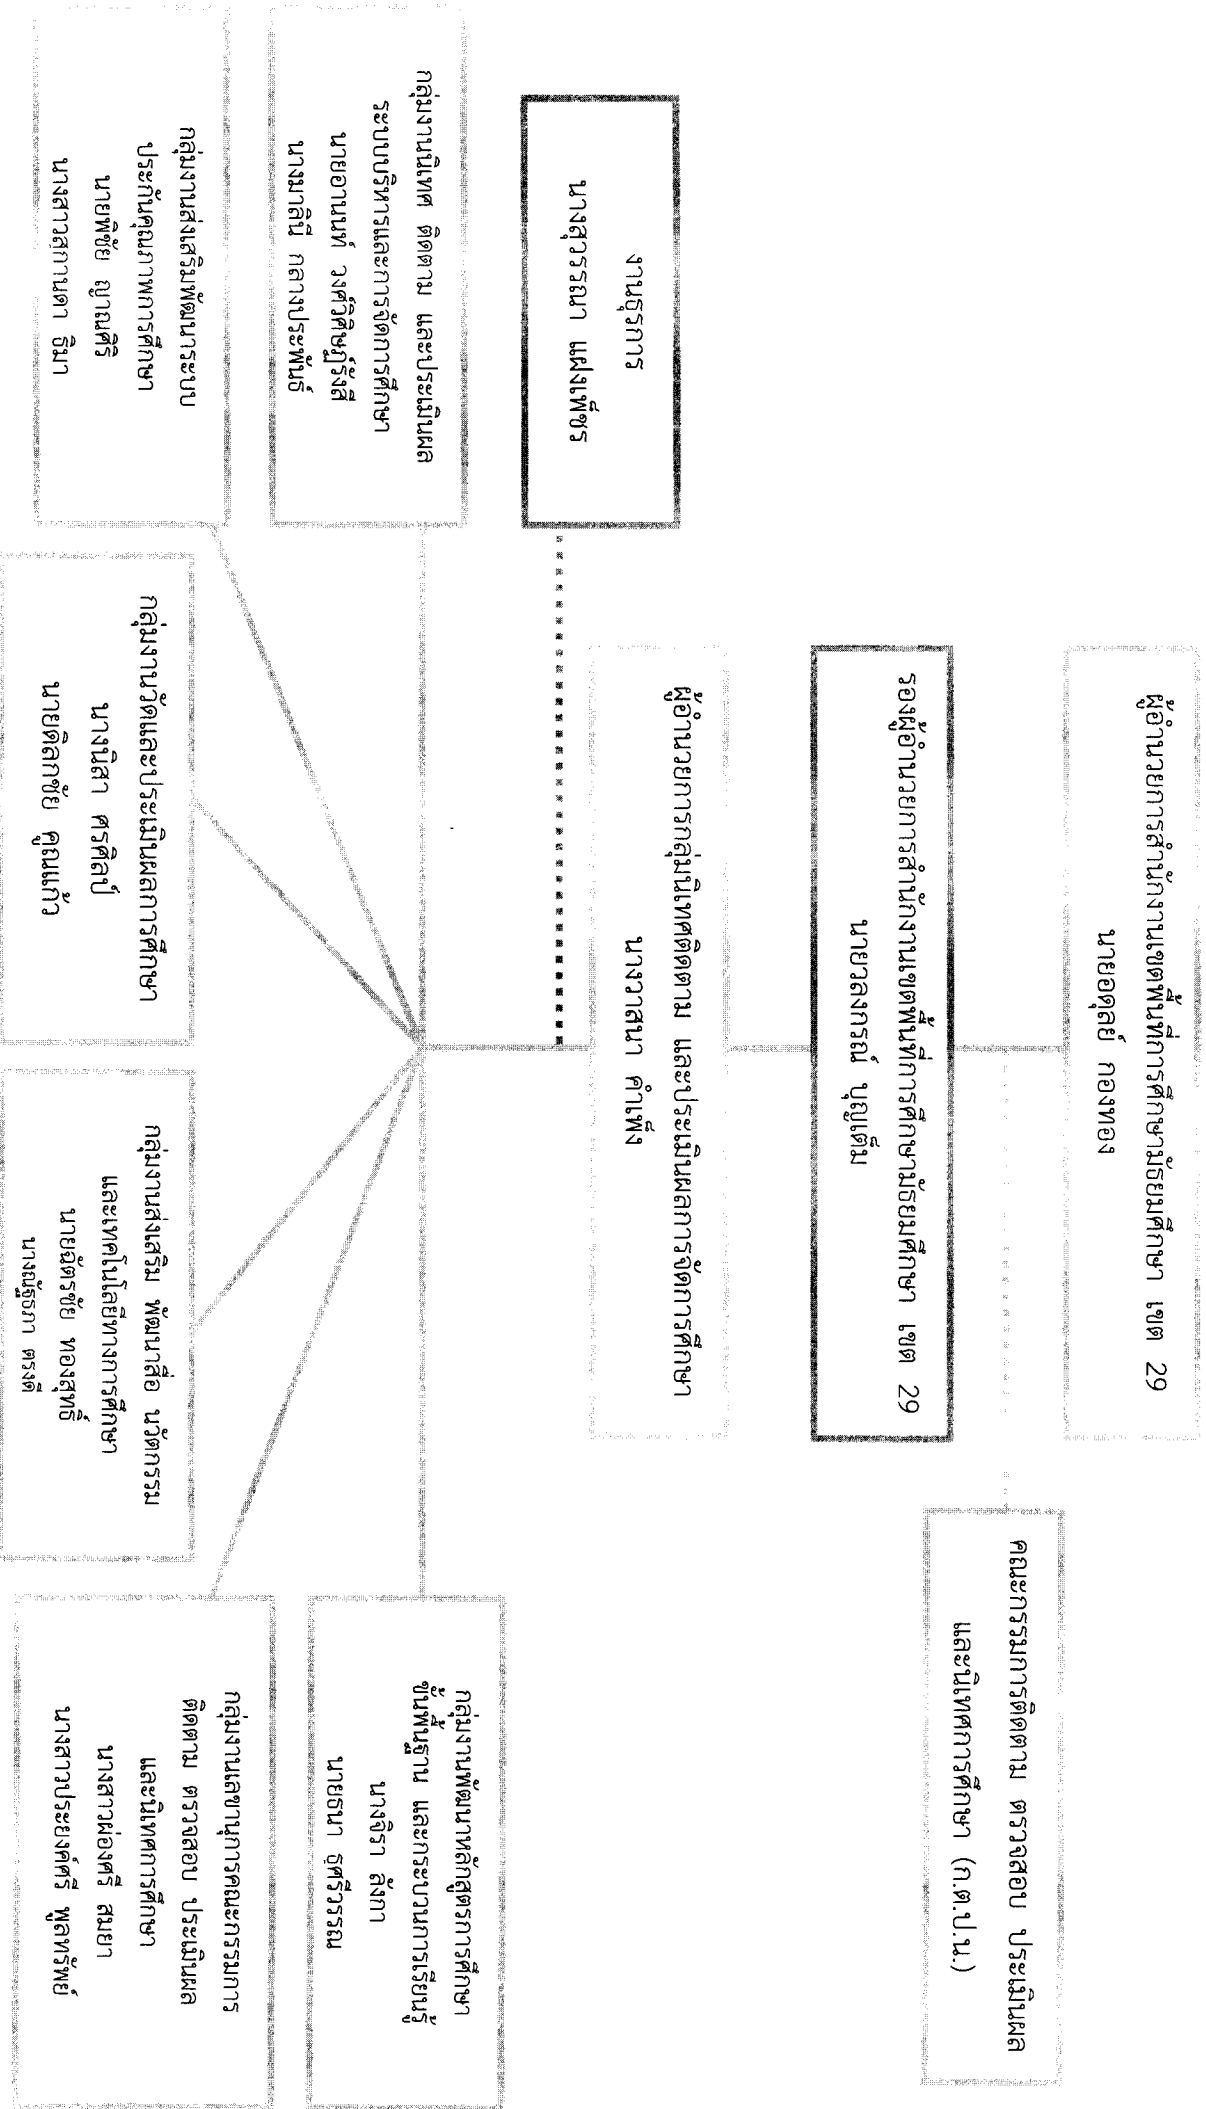 ผู้อำนวยการสำนักงานเขตพื้นที่การศึกษามัธยมศึกษา เขต 29
นายอดุลย์ กองทอง
คณะกรรมการติดตาม ตรวจสอบ ประเมินผล
และนิเทศการศึกษา (ก.ต.ป.น.)
รองผู้อำนวยการสำนักงานเขตพื้นที่การศึกษามัธยมศึกษา เขต 29
นายวลงกรณ์ บุญเต็ม
ผู้อำนวยการกลุ่มนิเทศติดตาม และประเมินผลการจัดการศึกษา
นางวาสนา คำเพิ่ง
งานธุรการ
นางสุวรรณา แฝงเพ็ชร
กลุ่มงานนิเทศ ติดตาม และประเมินผล
ระบบบริหารและการจัดการศึกษา
นายอานนท์ วงศ์วิศิษฏ์รังสี
นางมาลินี กลางประพันธ์
กลุ่มงานพัฒนาหลักสูตรการศึกษา
ขั้นพื้นฐาน และกระบวนการเรียนรู้
นางจิรา ลังกา
นายธนา ธุศรีวรรณ
กลุ่มงานส่งเสริมพัฒนาระบบ
ประกันคุณภาพการศึกษา
นายพิชัย ญาณศิริ
นางสาวสุกานดา ธิมา
กลุ่มงานวัดและประเมินผลการศึกษา
นางนิสา ศรศิลป์
นายดิลกชัย คูณแก้ว
กลุ่มงานส่งเสริม พัฒนาสื่อ นวัตกรรม
และเทคโนโลยีทางการศึกษา
นายฉัตรชัย ทองสุทธิ์
นางณัฐธภา ตรงดี
กลุ่มงานเลขานุการคณะกรรมการ
ติดตาม ตรวจสอบ ประเมินผล
และนิเทศการศึกษา
นางสาวผ่องศรี สมยา
นางสาวประยงค์ศรี พูลทรัพย์